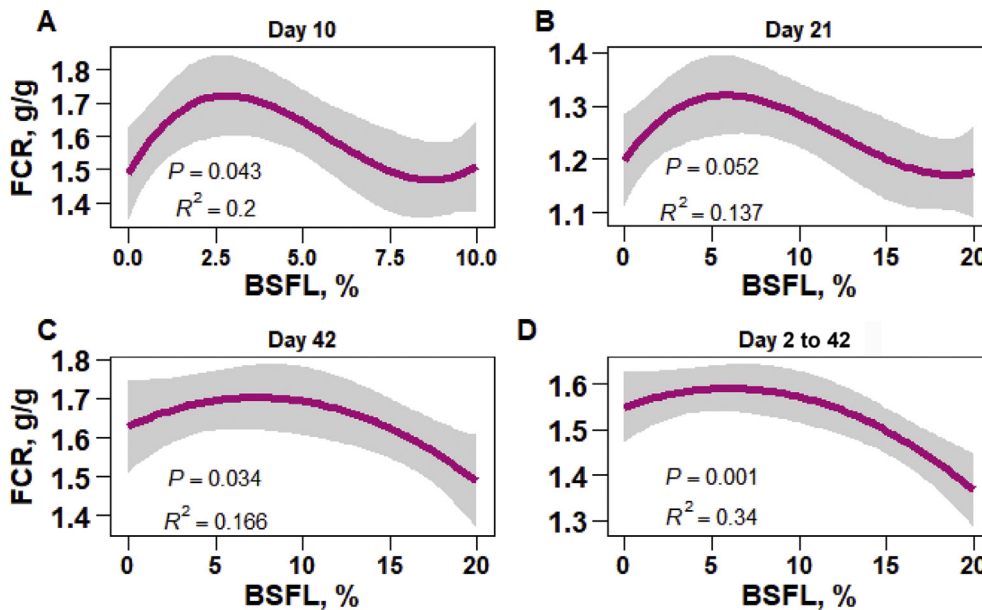 A
Day 10
FCR, g/g
1.8
1.7
1.6
1.5
1.4
P = 0.043
R² = 0.2
0.0 2.5 5.0 7.5 10.0
BSFL, %
B
Day 21
1.4
1.3
1.2
1.1
P = 0.052
R² = 0.137
0 5 10 15 20
BSFL, %
C
Day 42
FCR, g/g
1.8
1.7
1.6
1.5
1.4
P = 0.034
R² = 0.166
0 5 10 15 20
BSFL, %
D
Day 2 to 42
1.6
1.5
1.4
1.3
P = 0.001
R² = 0.34
0 5 10 15 20
BSFL, %